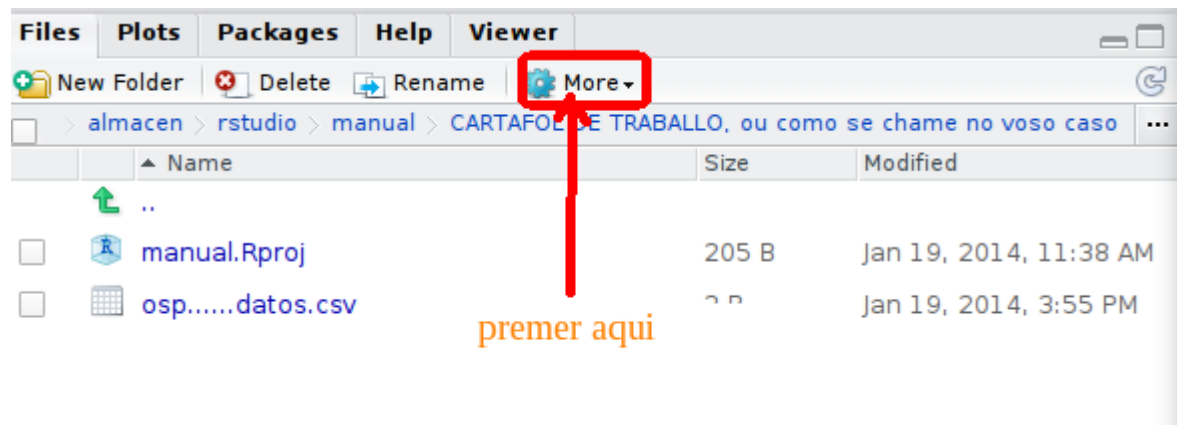 Files Plots Packages Help Viewer
New Folder Delete Rename More
almacen > rstudio > manual > CARTAFOL DE TRABALLO, ou como se chame no voso caso ...
Name Size Modified
..
manual.Rproj 205 B Jan 19, 2014, 11:38 AM
osp......datos.csv Jan 19, 2014, 3:55 PM
premer aqui